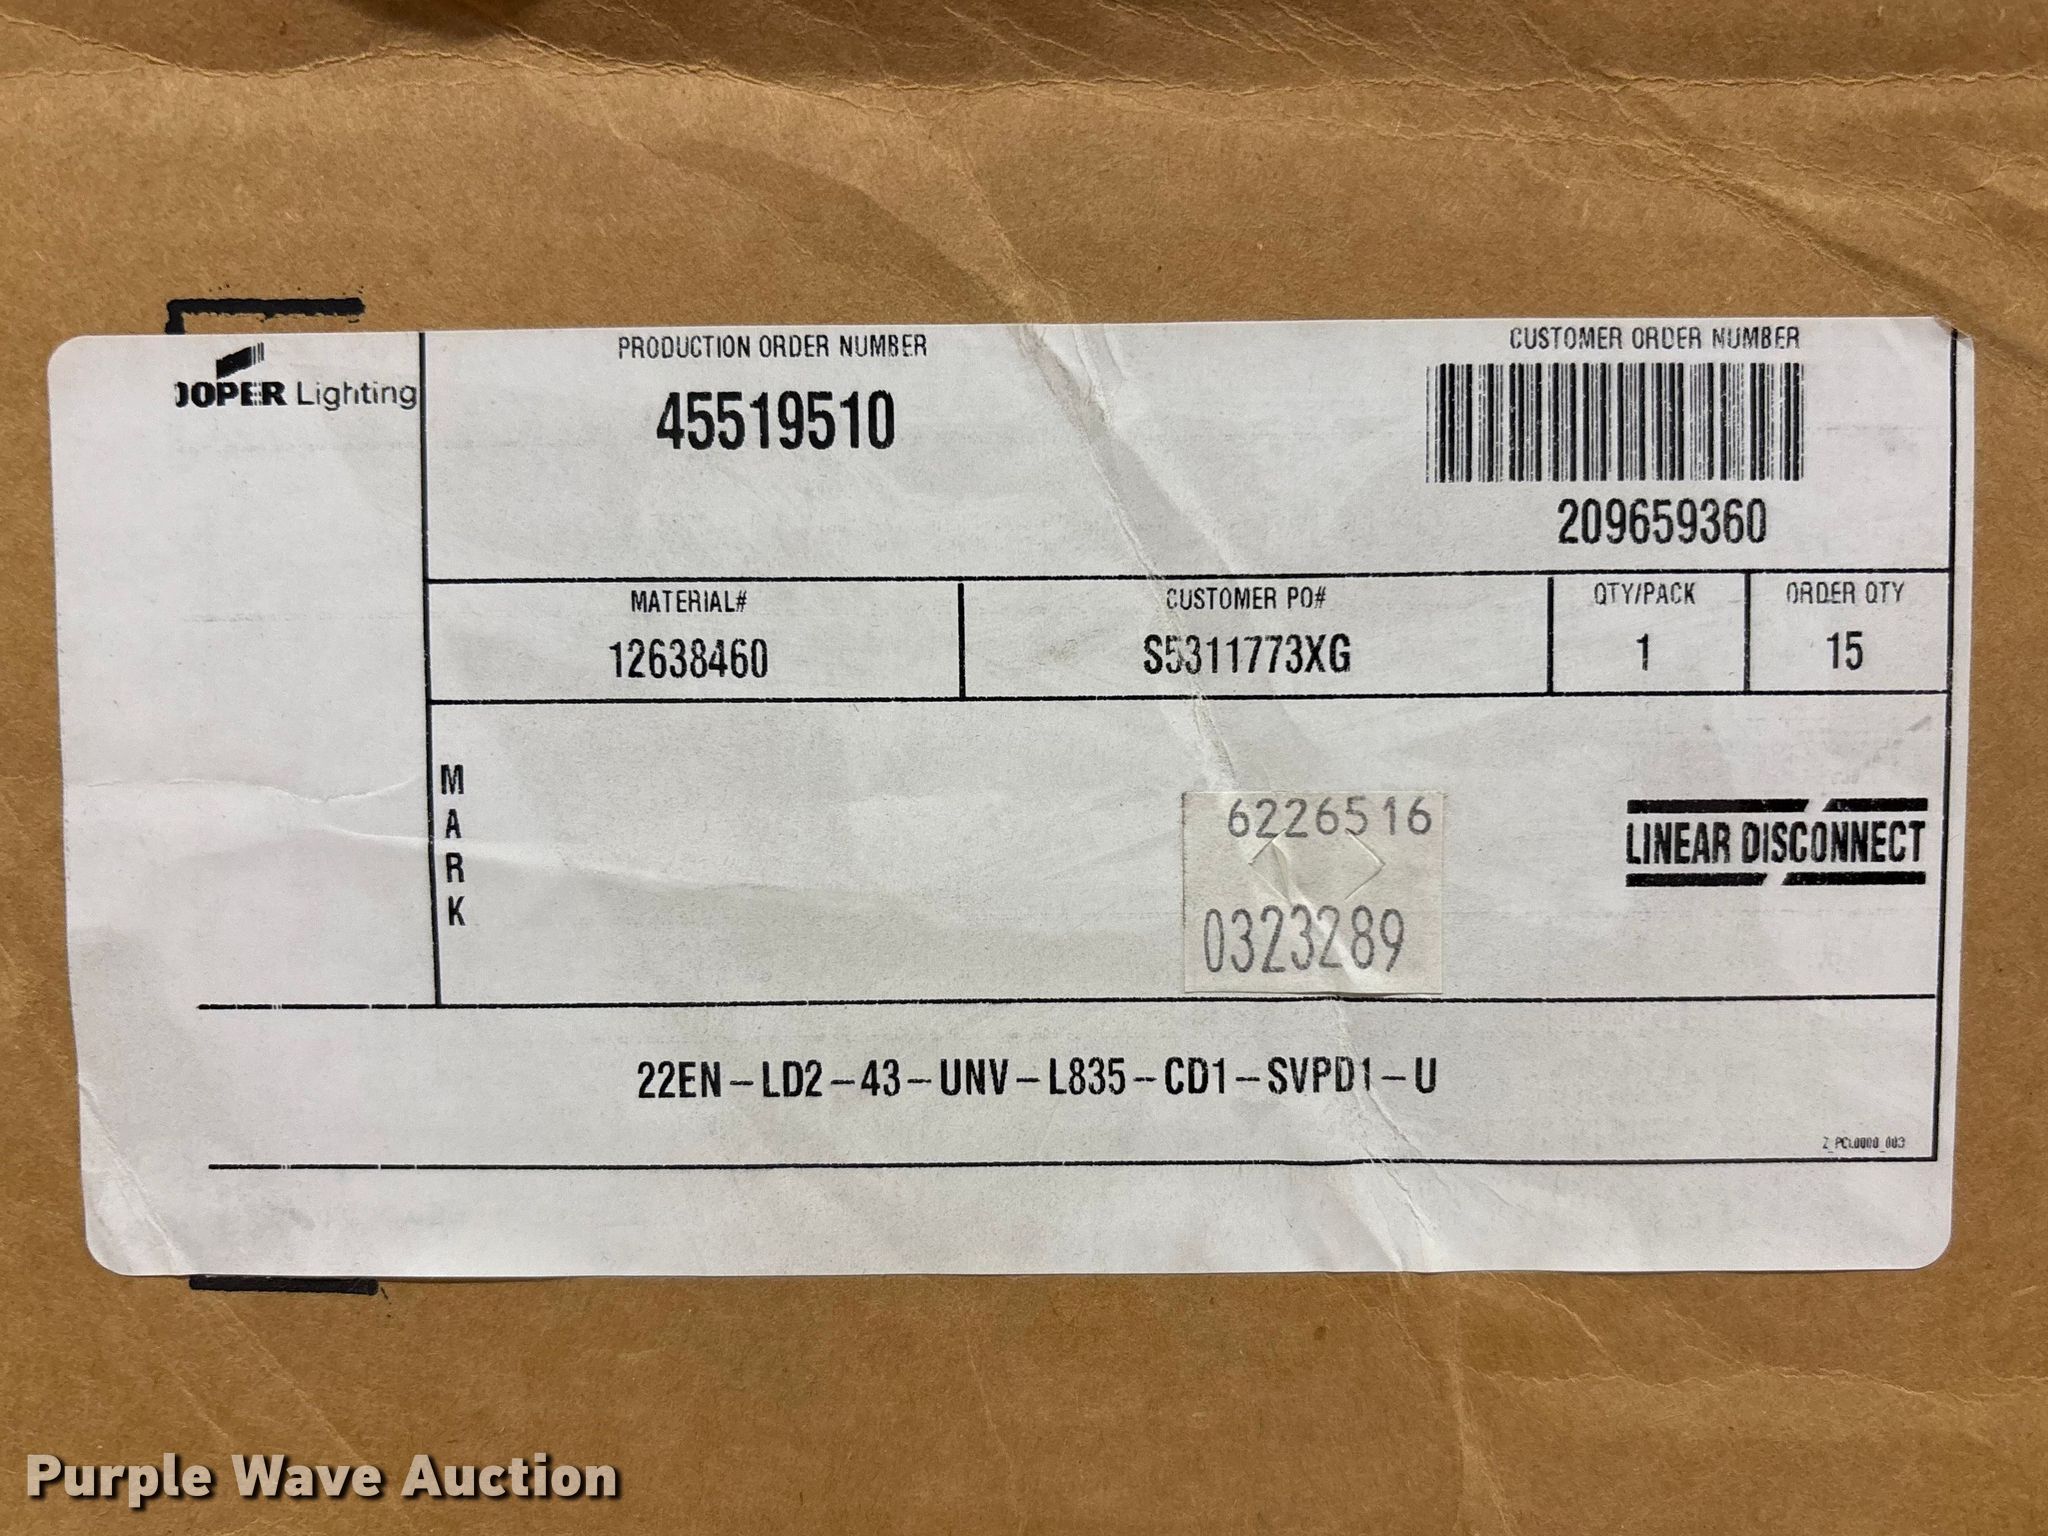 OOPER Lighting
PRODUCTION ORDER NUMBER
45519510
CUSTOMER ORDER NUMBER
209659360
MATERIAL#
12638460
CUSTOMER PO#
S5311773XG
QTY/PACK
1
ORDER QTY
15
MARK
6226516
0323289
LINEAR DISCONNECT
22EN-LD2-43-UNV-L835-CD1-SVPD1-U
Z_PCL0000_003
Purple Wave Auction